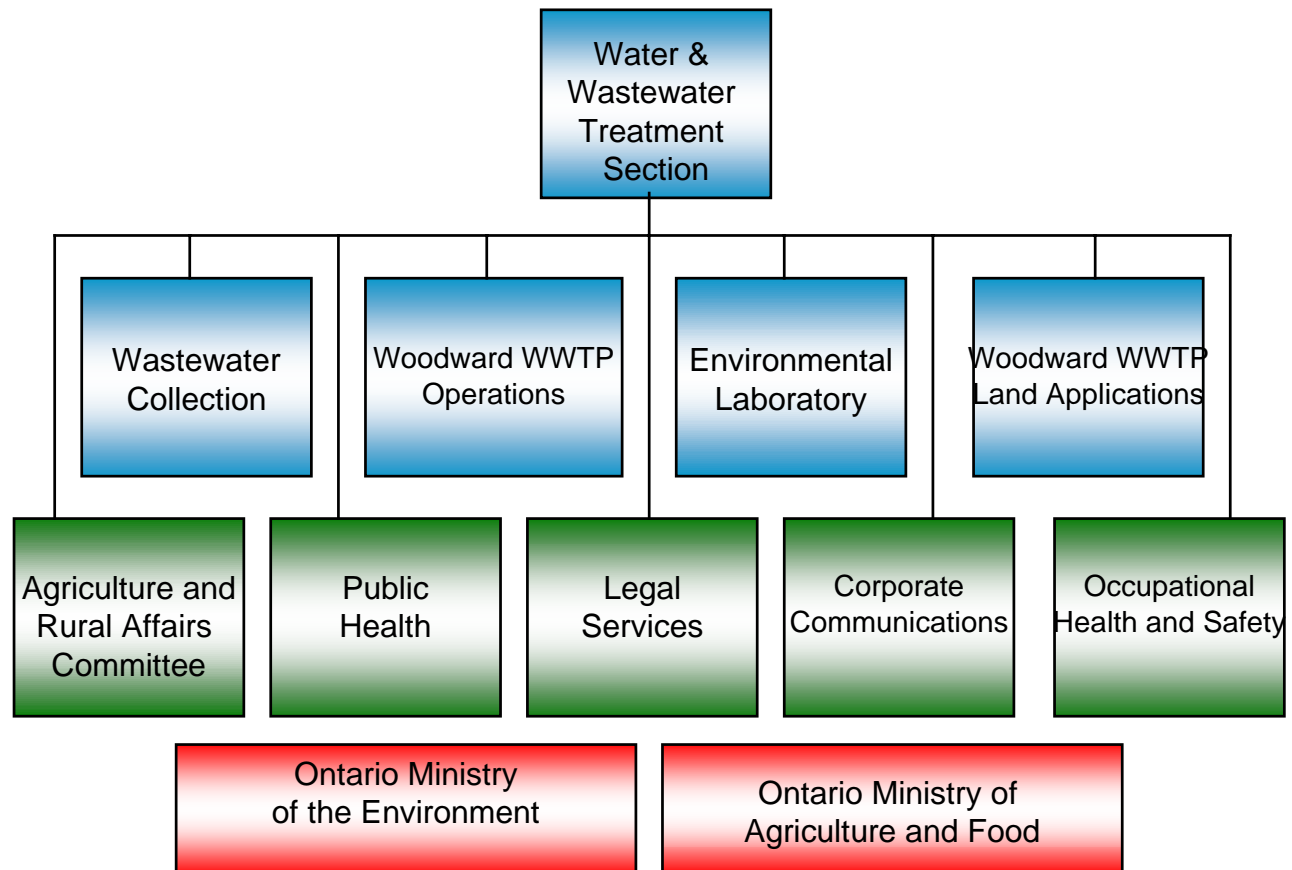 Water &
Wastewater
Treatment
Section
Wastewater
Collection
Woodward WWTP
Operations
Environmental
Laboratory
Woodward WWTP
Land Applications
Agriculture and
Rural Affairs
Committee
Public
Health
Legal
Services
Corporate
Communications
Occupational
Health and Safety
Ontario Ministry
of the Environment
Ontario Ministry of
Agriculture and Food